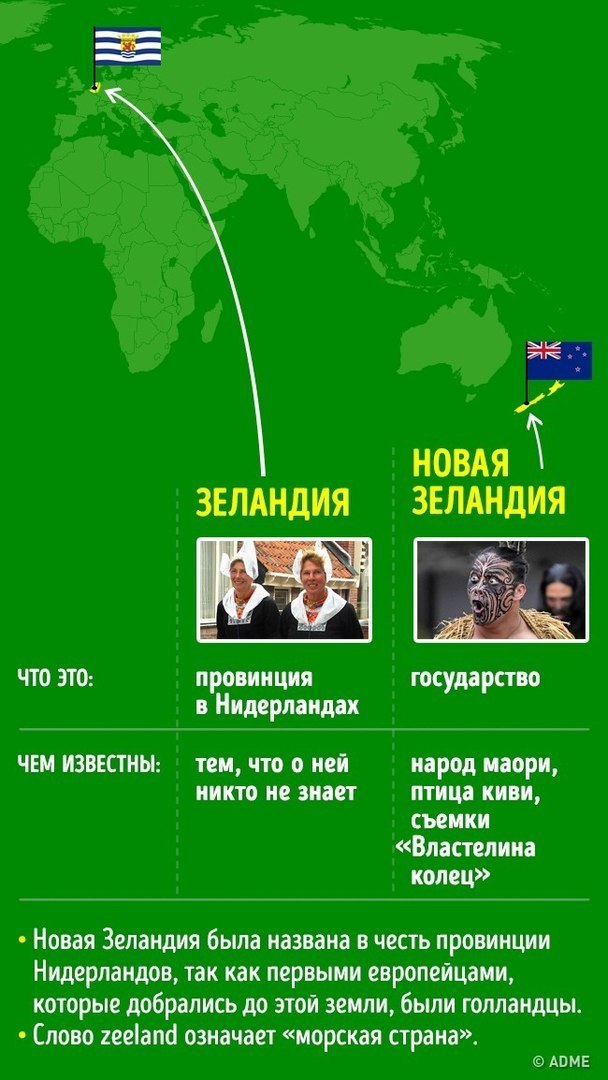 ЗЕЛАНДИЯ
НОВАЯ
ЗЕЛАНДИЯ
ЧТО ЭТО:
провинция
в Нидерландах
государство
ЧЕМ ИЗВЕСТНЫ:
тем, что о ней
никто не знает
народ маори,
птица киви,
съемки
«Властелина
колец»
• Новая Зеландия была названа в честь провинции
Нидерландов, так как первыми европейцами,
которые добрались до этой земли, были голландцы.
• Слово zeeland означает «морская страна».
© ADME